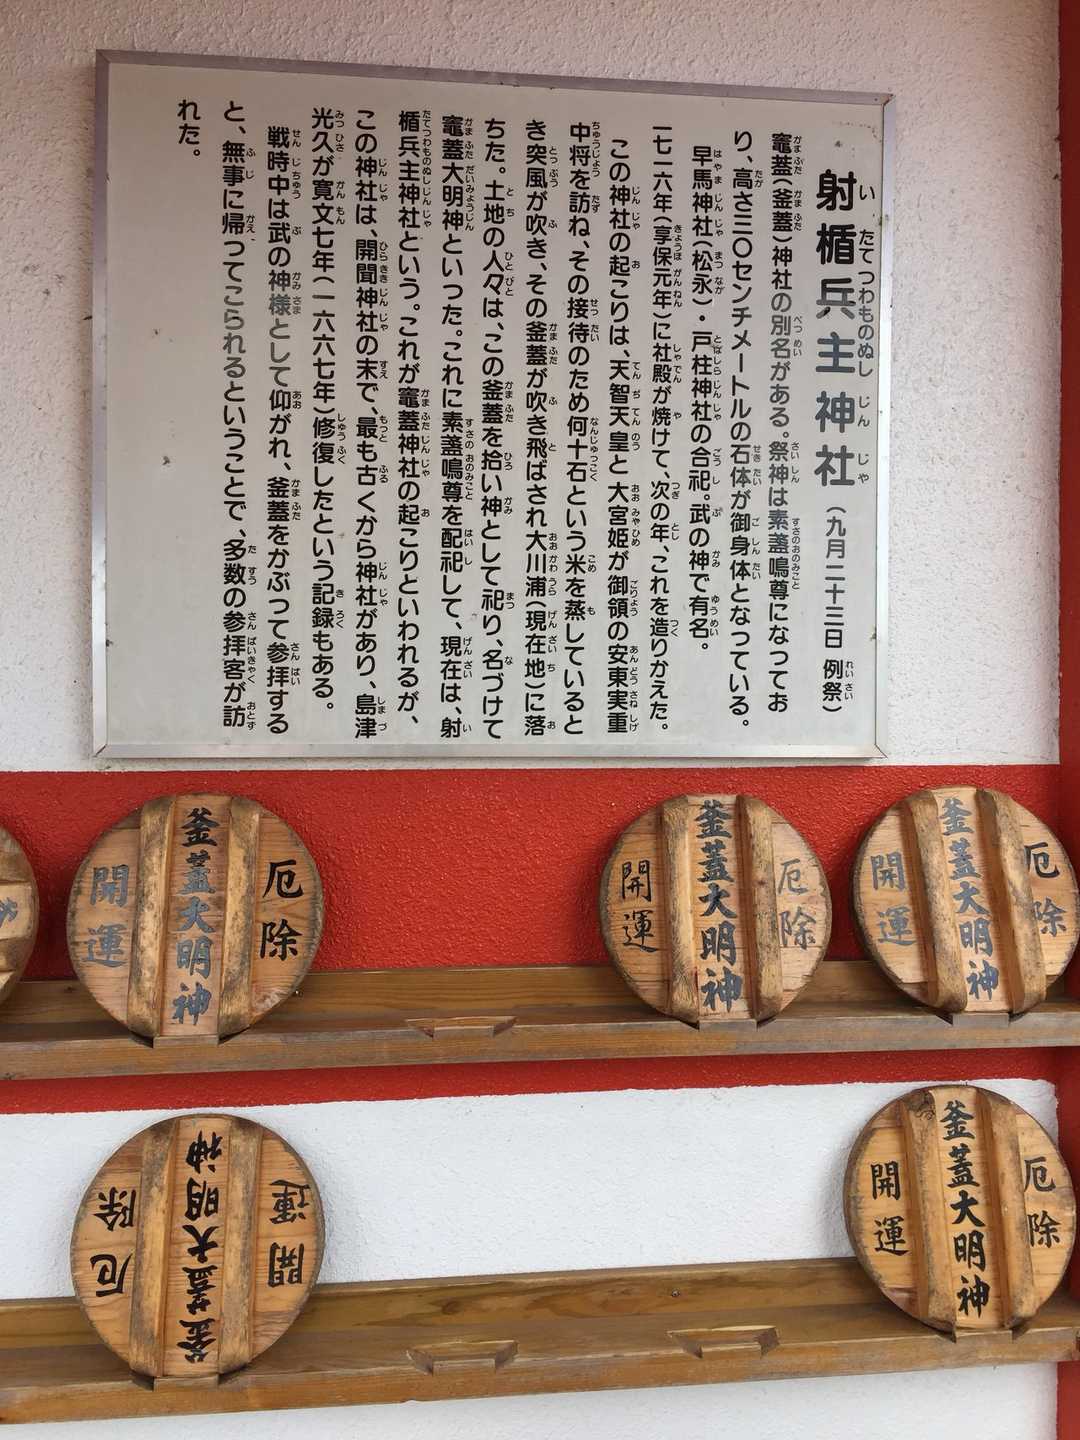 射楯兵主神社(九月二十三日 例祭)
いたてつわものぬしじんじゃ
れいさい
竈蓋(釜蓋)神社の別名がある。祭神は素盞鳴尊になってお
り、高さ三〇センチメートルの石体が御身体となっている。
早馬神社(松永)・戸柱神社の合祀。武の神で有名。
一七一六年(享保元年)に社殿が焼けて、次の年、これを造りかえた。
この神社の起こりは、天智天皇と大宮姫が御領の安東実重
中将を訪ね、その接待のため何十石という米を蒸していると
き突風が吹き、その釜蓋が吹き飛ばされ大川浦(現在地)に落
ちた。土地の人々は、この釜蓋を拾い神として祀り、名づけて
竈蓋大明神といった。これに素盞鳴尊を配祀して、現在は、射
楯兵主神社という。これが竈蓋神社の起こりといわれるが、
この神社は、開聞神社の末で、最も古くから神社があり、島津
光久が寛文七年(一六六七年)修復したという記録もある。
戦時中は武の神様として仰がれ、釜蓋をかぶって参拝する
と、無事に帰ってこられるということで、多数の参拝客が訪
れた。
厄除
釜蓋大明神
開運
厄除
釜蓋大明神
開運
厄除
釜蓋大明神
開運
厄除
釜蓋大明神
開運
厄除
釜蓋大明神
開運